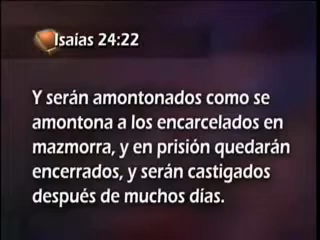 Isaías 24:22
Y serán amontonados como se
amontona a los encarcelados en
mazmorra, y en prisión quedarán
encerrados, y serán castigados
después de muchos días.